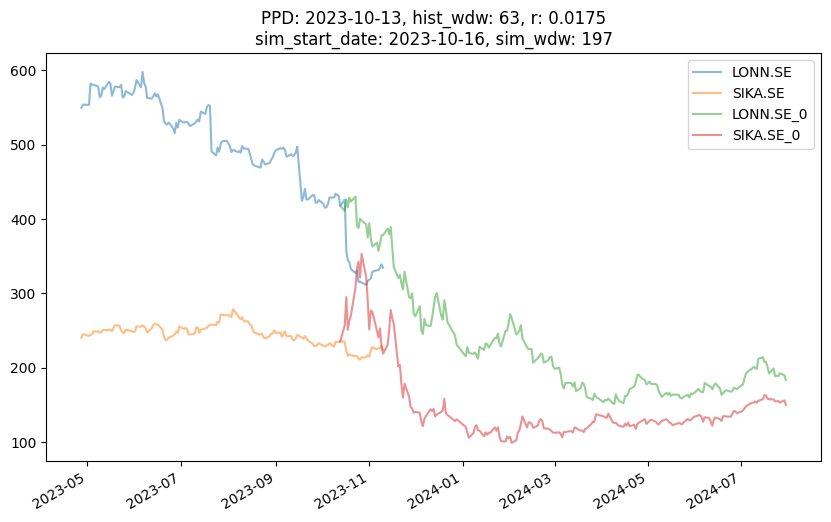 PPD: 2023-10-13, hist_wdw: 63, r: 0.0175
sim_start_date: 2023-10-16, sim_wdw: 197
LONN.SE
SIKA.SE
LONN.SE_0
SIKA.SE_0
600
500
400
300
200
100
2023-05
2023-07
2023-09
2023-11
2024-01
2024-03
2024-05
2024-07